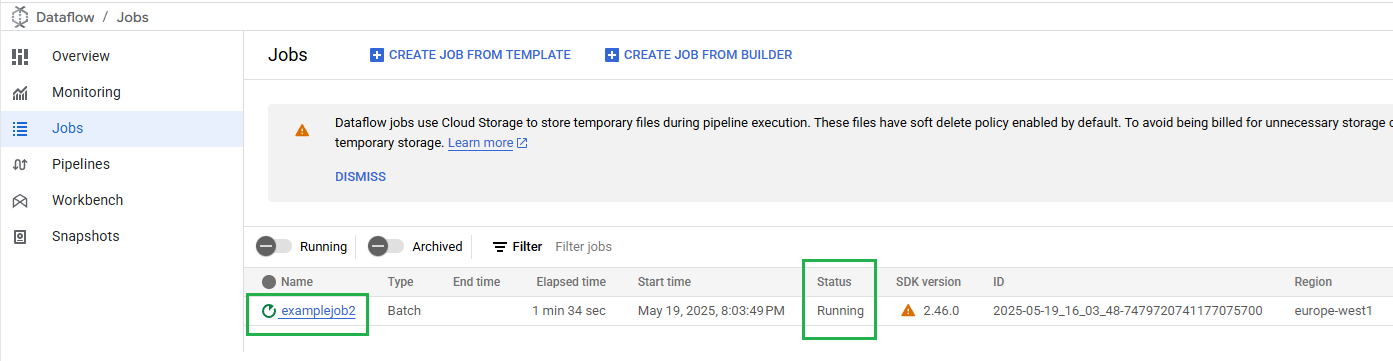 Dataflow / Jobs
Overview
Monitoring
Jobs
Pipelines
Workbench
Snapshots
Jobs CREATE JOB FROM TEMPLATE CREATE JOB FROM BUILDER
Dataflow jobs use Cloud Storage to store temporary files during pipeline execution. These files have soft delete policy enabled by default. To avoid being billed for unnecessary storage
temporary storage. Learn more
DISMISS
Running Archived Filter Filter jobs
Name Type End time Elapsed time Start time Status SDK version ID Region
examplejob2 Batch 1 min 34 sec May 19, 2025, 8:03:49 PM Running 2.46.0 2025-05-19_16_03_48-7479720741177075700 europe-west1